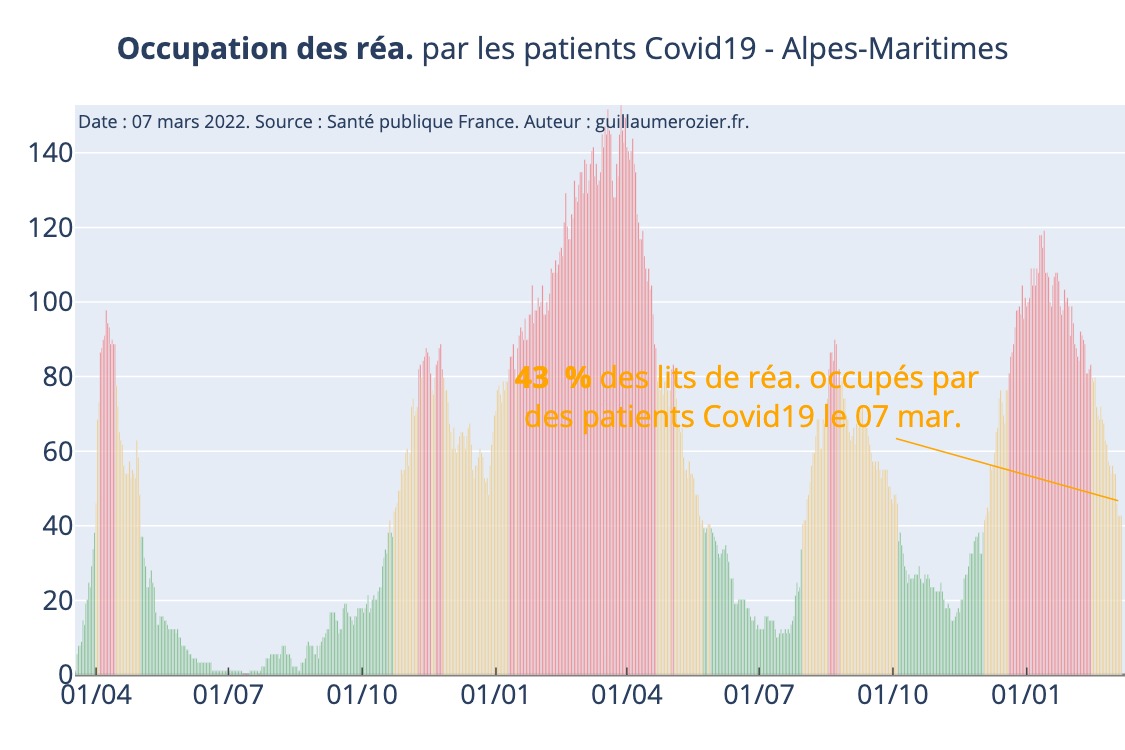 Occupation des réa. par les patients Covid19 - Alpes-Maritimes
Date : 07 mars 2022. Source : Santé publique France. Auteur : guillaumerozier.fr.
140
120
100
80
60
40
20
0
43 % des lits de réa. occupés par
des patients Covid19 le 07 mar.
01/04 01/07 01/10 01/01 01/04 01/07 01/10 01/01